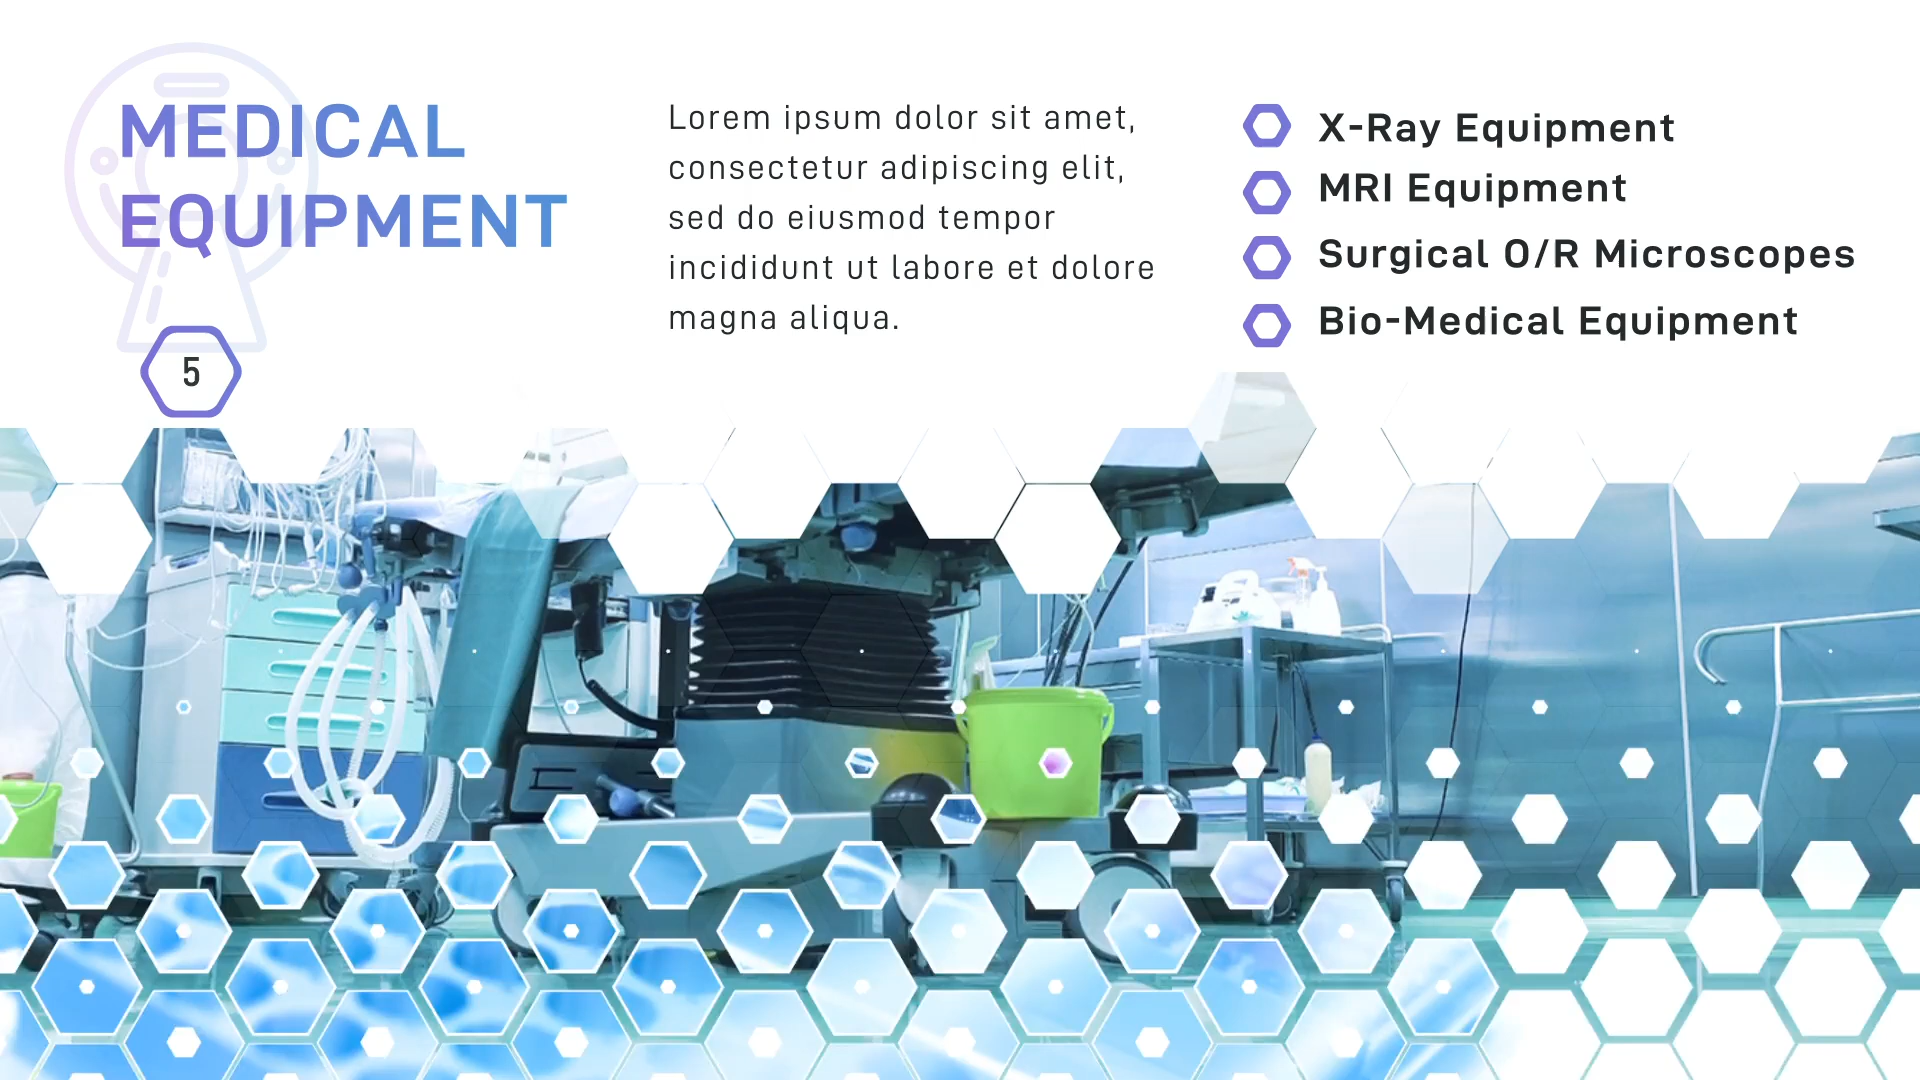 MEDICAL
EQUIPMENT
5
Lorem ipsum dolor sit amet,
consectetur adipiscing elit,
sed do eiusmod tempor
incididunt ut labore et dolore
magna aliqua.
X-Ray Equipment
MRI Equipment
Surgical O/R Microscopes
Bio-Medical Equipment